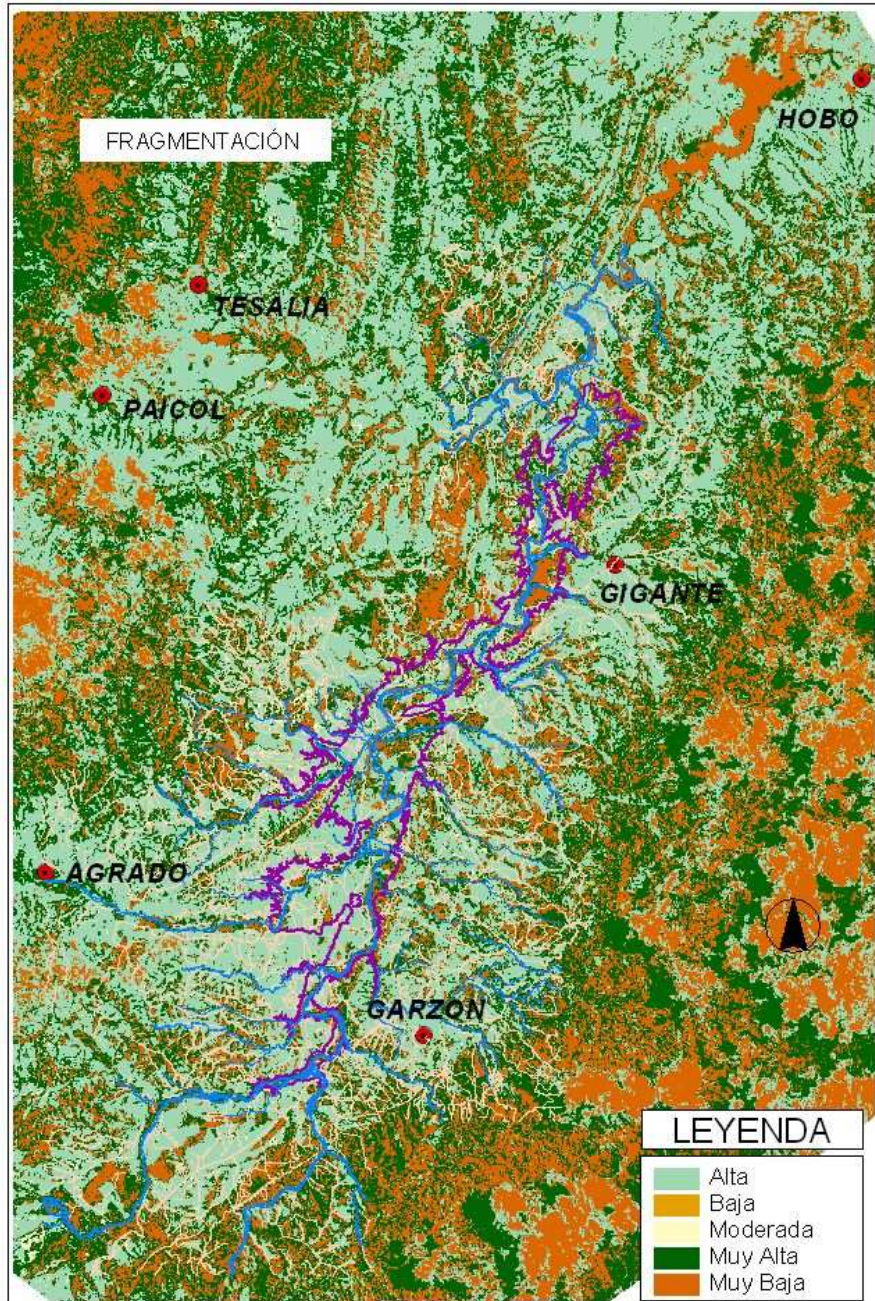 HOBO
FRAGMENTACIÓN
TESALIA
PAICOL
GIGANTE
AGRADO
GARZON
LEYENDA
Alta
Baja
Moderada
Muy Alta
Muy Baja